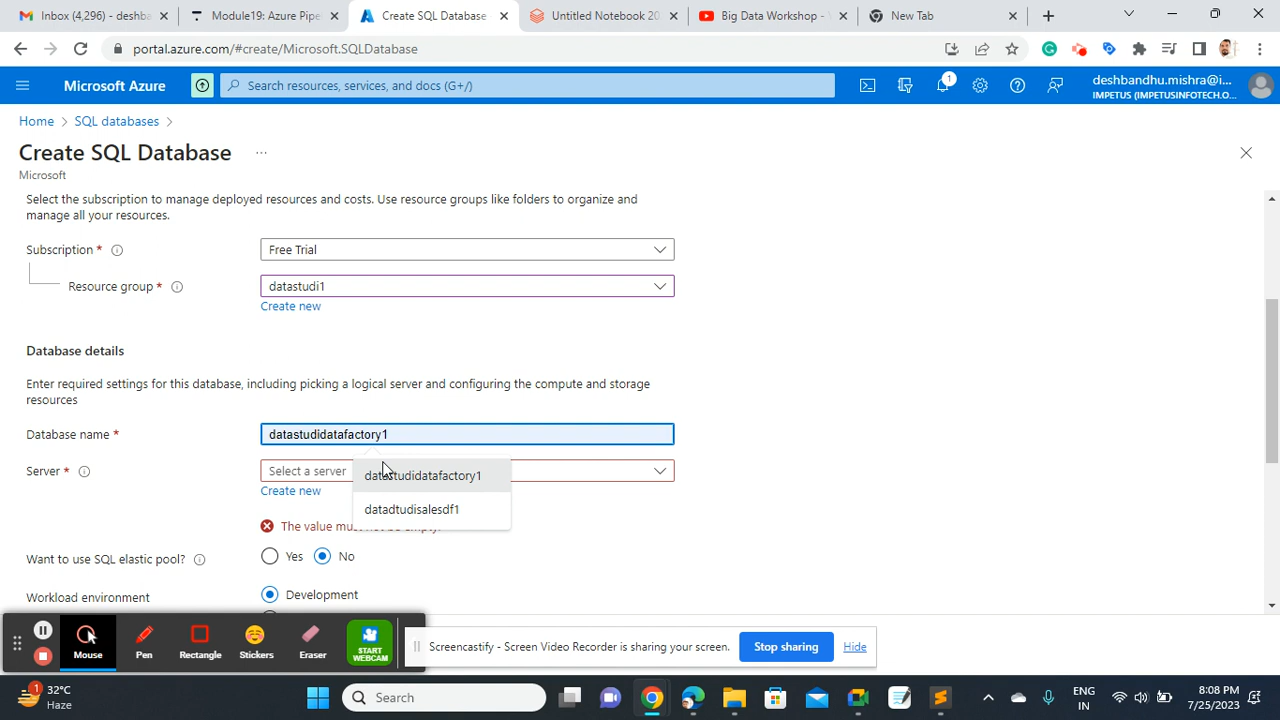 Inbox (4,296) - deshba
Module19: Azure Pipe
Create SQL Database
Untitled Notebook 20
Big Data Workshop -
New Tab
portal.azure.com/#create/Microsoft.SQLDatabase
Microsoft Azure
Search resources, services, and docs (G+/)
1
deshbandhu.mishra@i...
IMPETUS (IMPETUSINFOTECH.O...
Home > SQL databases >
Create SQL Database ...
Microsoft
Select the subscription to manage deployed resources and costs. Use resource groups like folders to organize and
manage all your resources.
Subscription *
Free Trial
Resource group *
datastudi1
Create new
Database details
Enter required settings for this database, including picking a logical server and configuring the compute and storage
resources
Database name *
datastudidatafactory1
Server *
Select a server
datastudidatafactory1
Create new
datadtudisalesdf1
The value must not be empty.
Want to use SQL elastic pool?
Yes
No
Workload environment
Development
Mouse
Pen
Rectangle
Stickers
Eraser
START
WEBCAM
Screencastify - Screen Video Recorder is sharing your screen.
Stop sharing
Hide
1
32°C
Haze
Search
ENG
IN
8:08 PM
7/25/2023